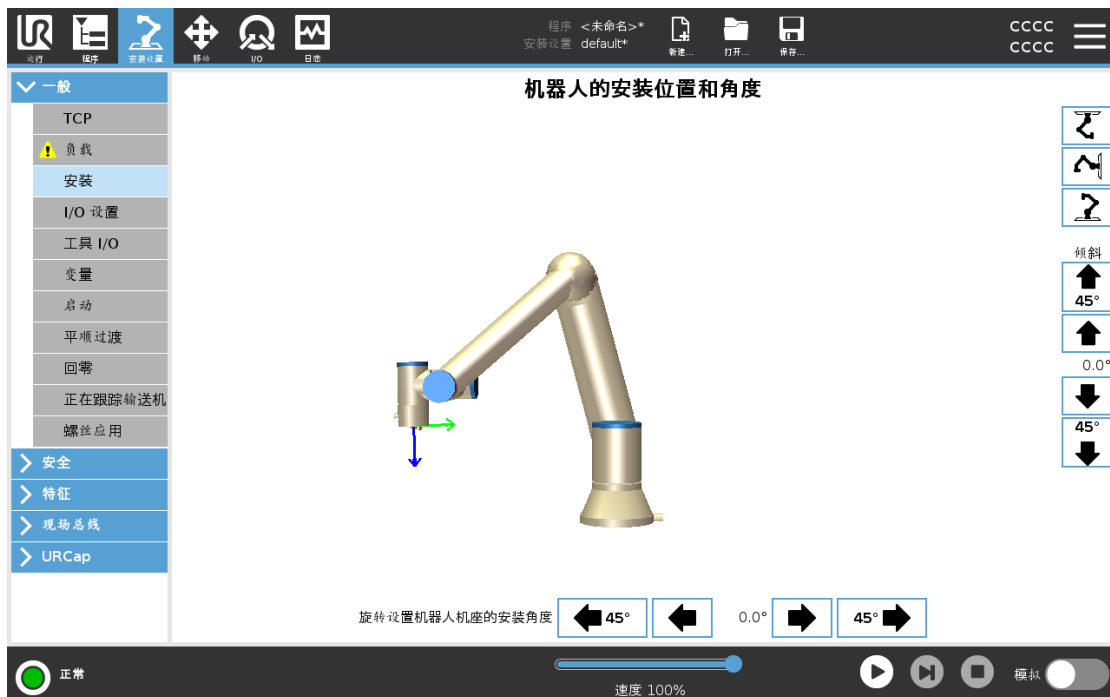 程序 <未命名>*
安装设置 default*
CCCC
CCCC
运行
程序
安装设置
移动
I/O
日志
新建...
打开...
保存...
一般
TCP
负载
安装
I/O 设置
工具 I/O
变量
启动
平顺过渡
回零
正在跟踪输送机
螺丝应用
安全
特征
现场总线
URCap
机器人的安装位置和角度
倾斜
45°
0.0°
45°
旋转设置机器人机座的安装角度
45°
0.0°
45°
正常
速度 100%
模拟